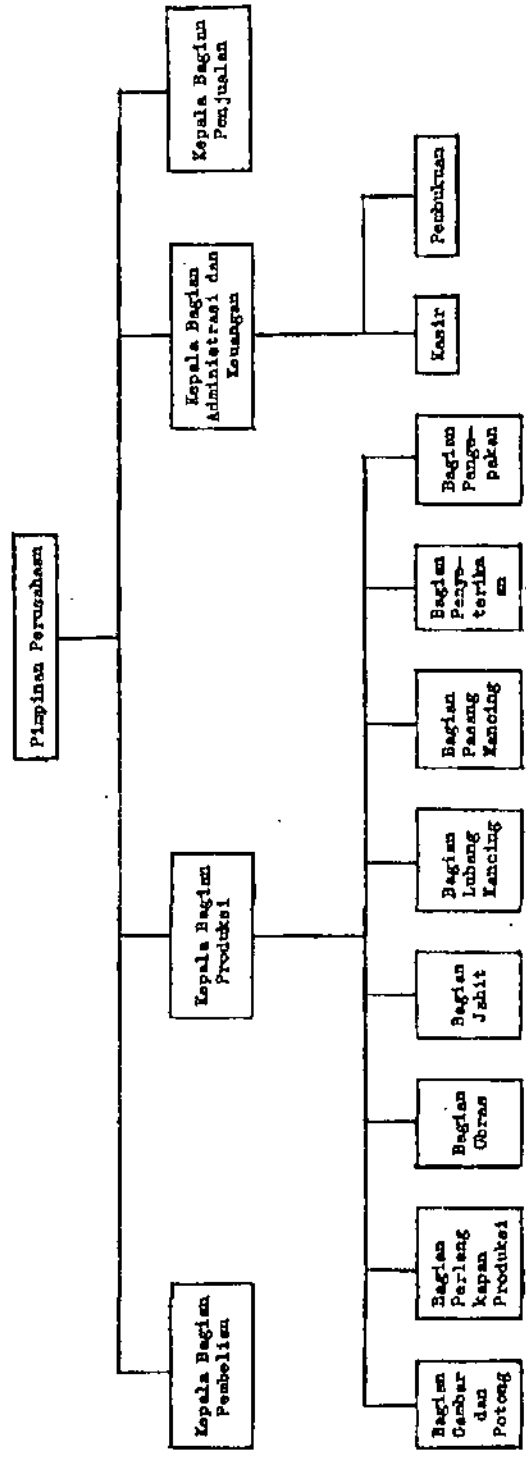 Pimpinan Perusahaan
Kepala Bagian
Pembelian
Kepala Bagian
Produksi
Kepala Bagian
Administrasi dan
Keuangan
Kepala Bagian
Penjualan
Bagian
Gambar
dan
Potong
Bagian
Perlang
kapan
Produksi
Bagian
Obras
Bagian
Jahit
Bagian
Lubang
Kancing
Bagian
Pasang
Kancing
Bagian
Penye-
terika
an
Bagian
Penge-
pakan
Kasir
Pembukuan